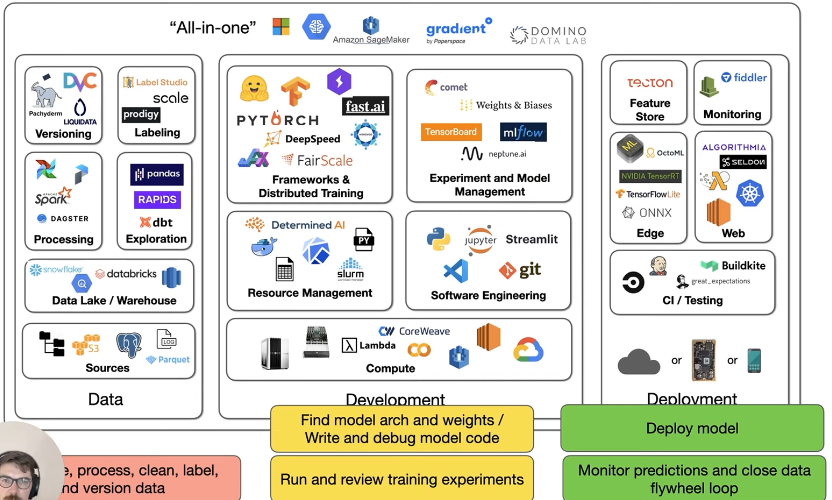 “All-in-one”
Amazon SageMaker
gradient
by Paperspace
DOMINO
DATA LAB
Pachyderm
DVC
LIQUIDATA
Versioning
Label Studio
scale
prodigy
Labeling
APACHE
Spark
DAGSTER
Processing
pandas
RAPIDS
dbt
Exploration
snowflake
databricks
Data Lake / Warehouse
S3
LOG
Parquet
Sources
Data
PYTORCH
fast.ai
DeepSpeed
JAX
FairScale
Frameworks &
Distributed Training
comet
Weights & Biases
TensorBoard
mlflow
neptune.ai
Experiment and Model
Management
Determined AI
PY
slurm
Resource Management
jupyter
Streamlit
git
Software Engineering
CoreWeave
Lambda
Compute
Development
TECTON
Feature
Store
fiddler
Monitoring
ML
OctoML
NVIDIA TensorRT
TensorFlowLite
ONNX
Edge
ALGORITHMIA
SELDON
Web
Buildkite
great_expectations
CI / Testing
or
or
Deployment
Find model arch and weights /
Write and debug model code
Deploy model
process, clean, label,
version data
Run and review training experiments
Monitor predictions and close data
flywheel loop